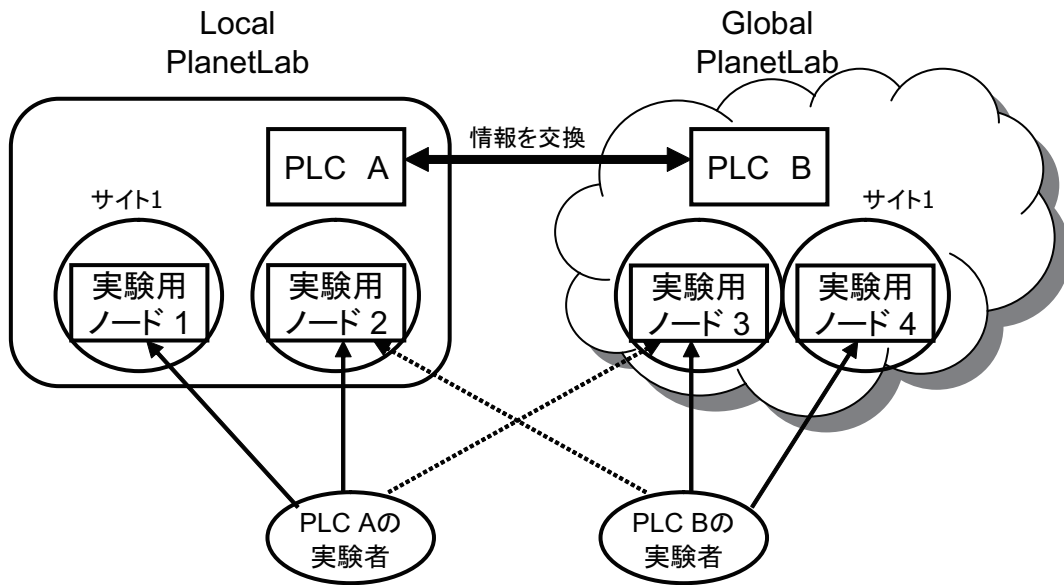 Local
PlanetLab
Global
PlanetLab
情報を交換
PLC A
PLC B
サイト1
サイト1
実験用
ノード 1
実験用
ノード 2
実験用
ノード 3
実験用
ノード 4
PLC Aの
実験者
PLC Bの
実験者